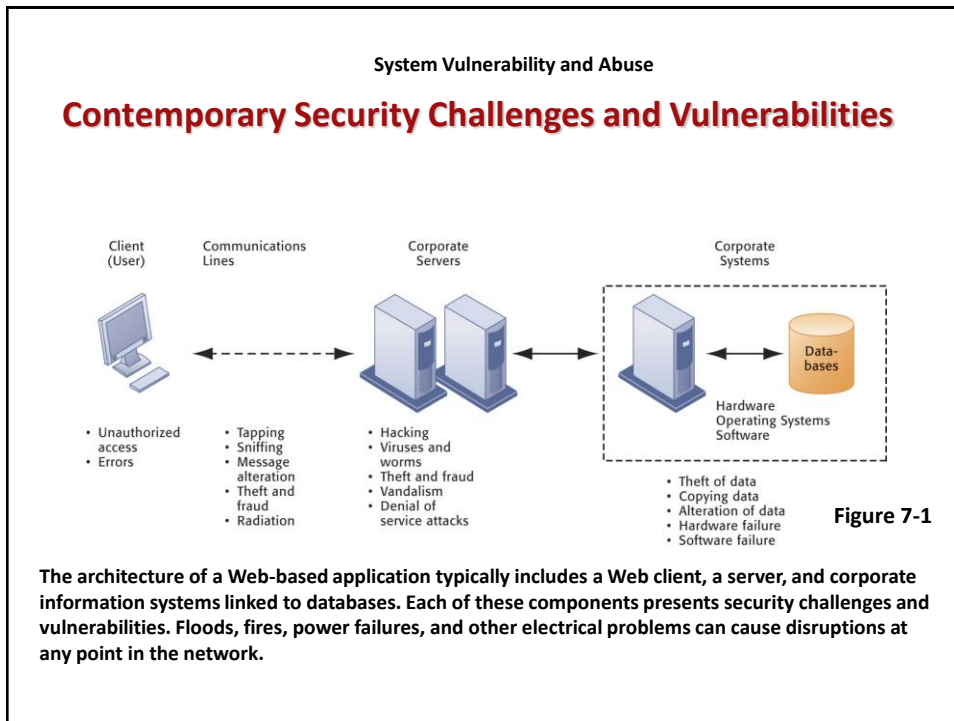 System Vulnerability and Abuse
Contemporary Security Challenges and Vulnerabilities
Client
(User)
Communications
Lines
Corporate
Servers
Corporate
Systems
Data-
bases
Hardware
Operating Systems
Software
• Unauthorized
access
• Errors
• Tapping
• Sniffing
• Message
alteration
• Theft and
fraud
• Radiation
• Hacking
• Viruses and
worms
• Theft and fraud
• Vandalism
• Denial of
service attacks
• Theft of data
• Copying data
• Alteration of data
• Hardware failure
• Software failure
Figure 7-1
The architecture of a Web-based application typically includes a Web client, a server, and corporate
information systems linked to databases. Each of these components presents security challenges and
vulnerabilities. Floods, fires, power failures, and other electrical problems can cause disruptions at
any point in the network.